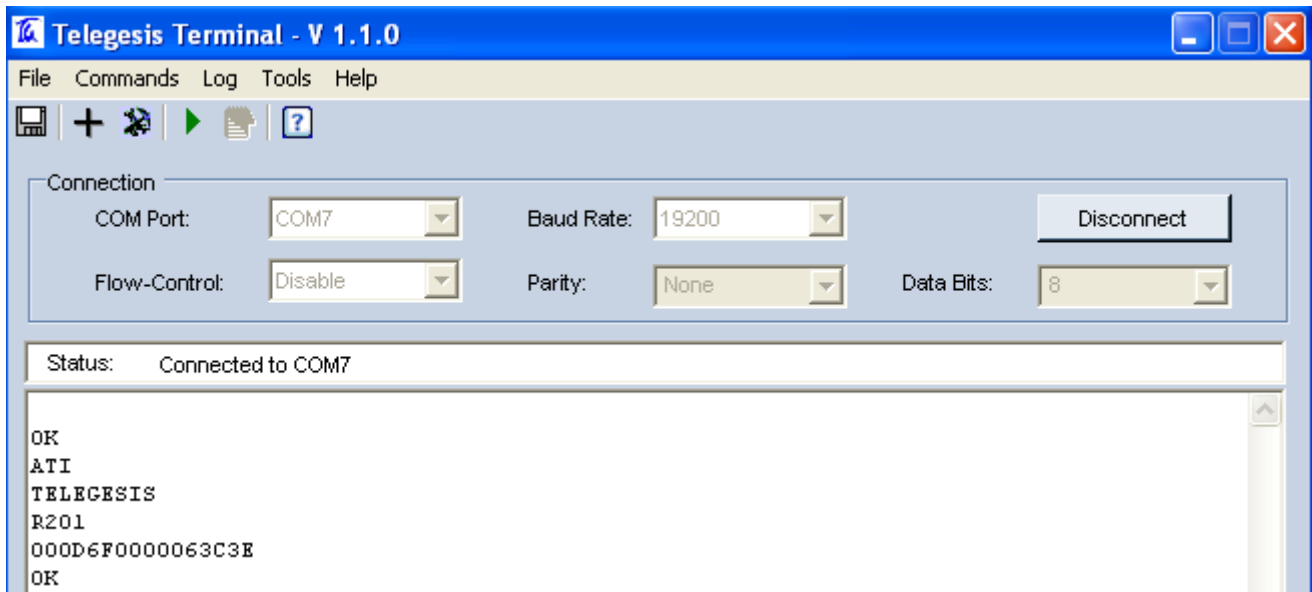 Telegesis Terminal - V 1.1.0
File Commands Log Tools Help
Connection
COM Port: COM7 Baud Rate: 19200 Disconnect
Flow-Control: Disable Parity: None Data Bits: 8
Status: Connected to COM7
OK
ATI
TELEGESIS
R201
000D6F0000063C3E
OK